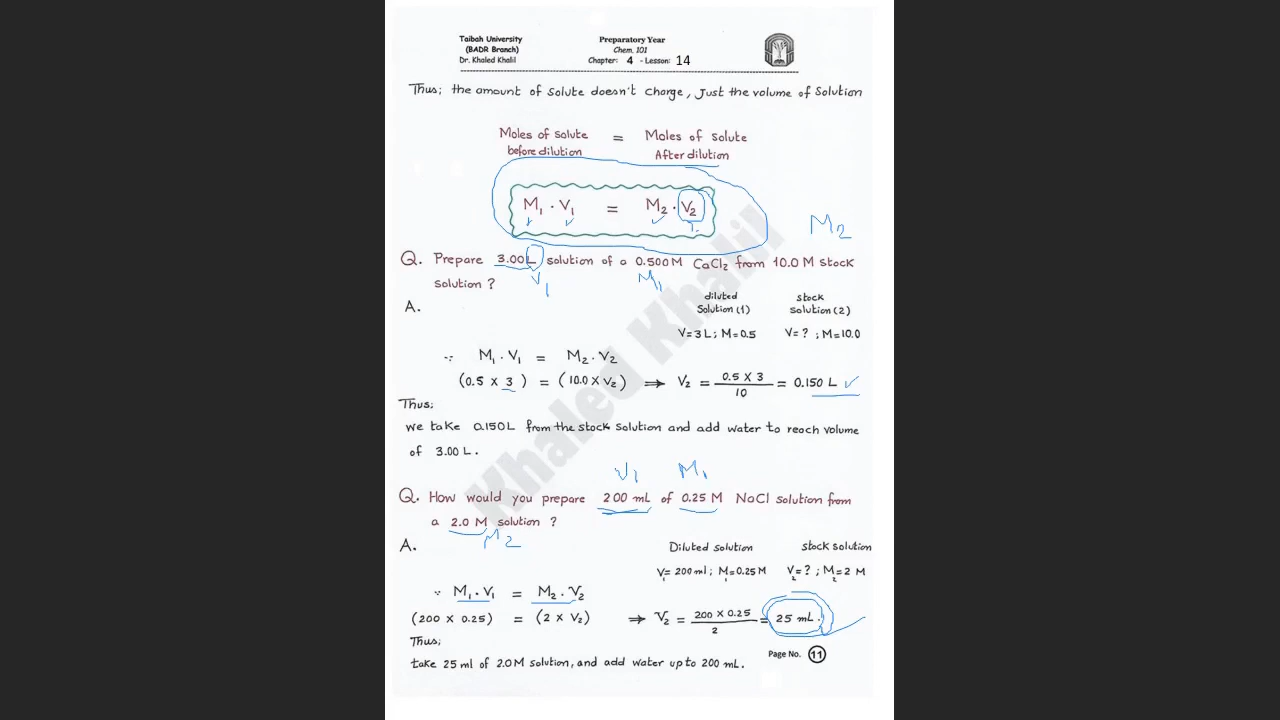 Taibah University
(BADR Branch)
Dr. Khaled Khalil
Preparatory Year
Chem. 101
Chapter: 4 - Lesson: 14
Thus; the amount of solute doesn't charge, Just the volume of Solution
Moles of solute = Moles of solute
before dilution After dilution
M₁ · V₁ = M₂ · V₂
M₂
Q. Prepare 3.00L solution of a 0.500M CaCl₂ from 10.0 M stock
solution ?
V₁ M₁
A.
diluted stock
Solution (1) solution (2)
V=3L; M=0.5 V=? ; M=10.0
∵ M₁ · V₁ = M₂ · V₂
(0.5 X 3) = (10.0 X V₂) ⟹ V₂ = 0.5 X 3 / 10 = 0.150 L ✓
Thus;
we take 0.150L from the stock solution and add water to reach volume
of 3.00 L.
V₁ M₁
Q. How would you prepare 200 mL of 0.25 M NaCl solution from
a 2.0 M solution ?
M₂
A.
Diluted solution stock solution
V₁=200ml; M₁=0.25M V₂=? ; M₂=2 M
∵ M₁ · V₁ = M₂ · V₂
(200 X 0.25) = (2 X V₂) ⟹ V₂ = 200 X 0.25 / 2 = 25 mL.
Thus;
take 25 ml of 2.0M solution, and add water up to 200 mL.
Page No. 11
Khaled Khalil